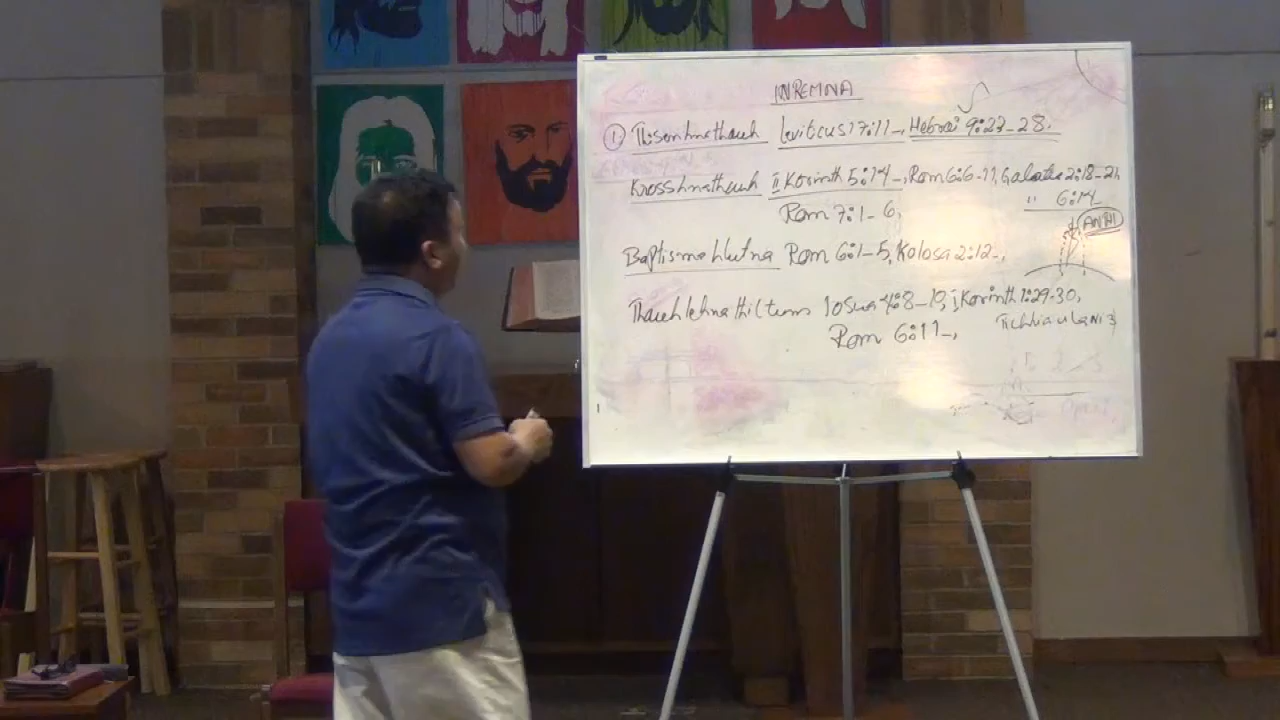 INREMNA
① Thisenhnathawh Leviticus 17:11-, Hebrai 9:23-28.
Krosshnathawh II Korinth 5:14-, Rom 6:6-11, Galatia 2:18-21,
" 6:14
Rom 7:1-6,
ANHI
Baptisma hlutna Rom 6:1-5, Kolosa 2:12-,
Thawhlehna thiltum Josua 4:8-10, I Korinth 1:29-30,
Rom 6:11-,